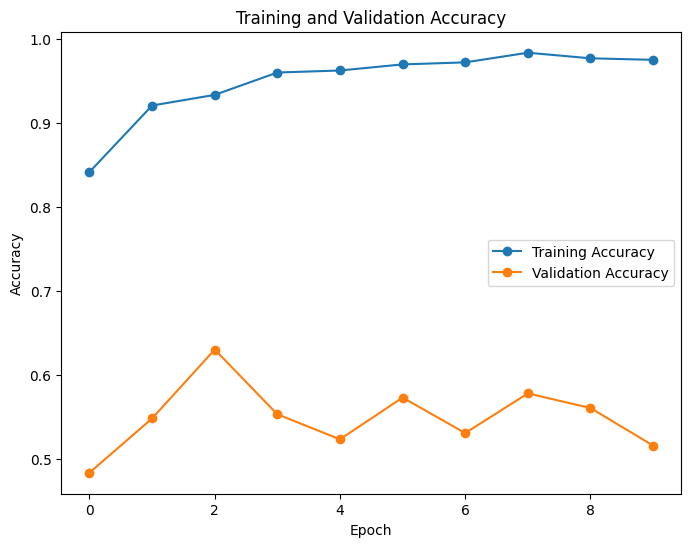 Training and Validation Accuracy
1.0
0.9
0.8
0.7
0.6
0.5
Accuracy
Training Accuracy
Validation Accuracy
0 2 4 6 8
Epoch